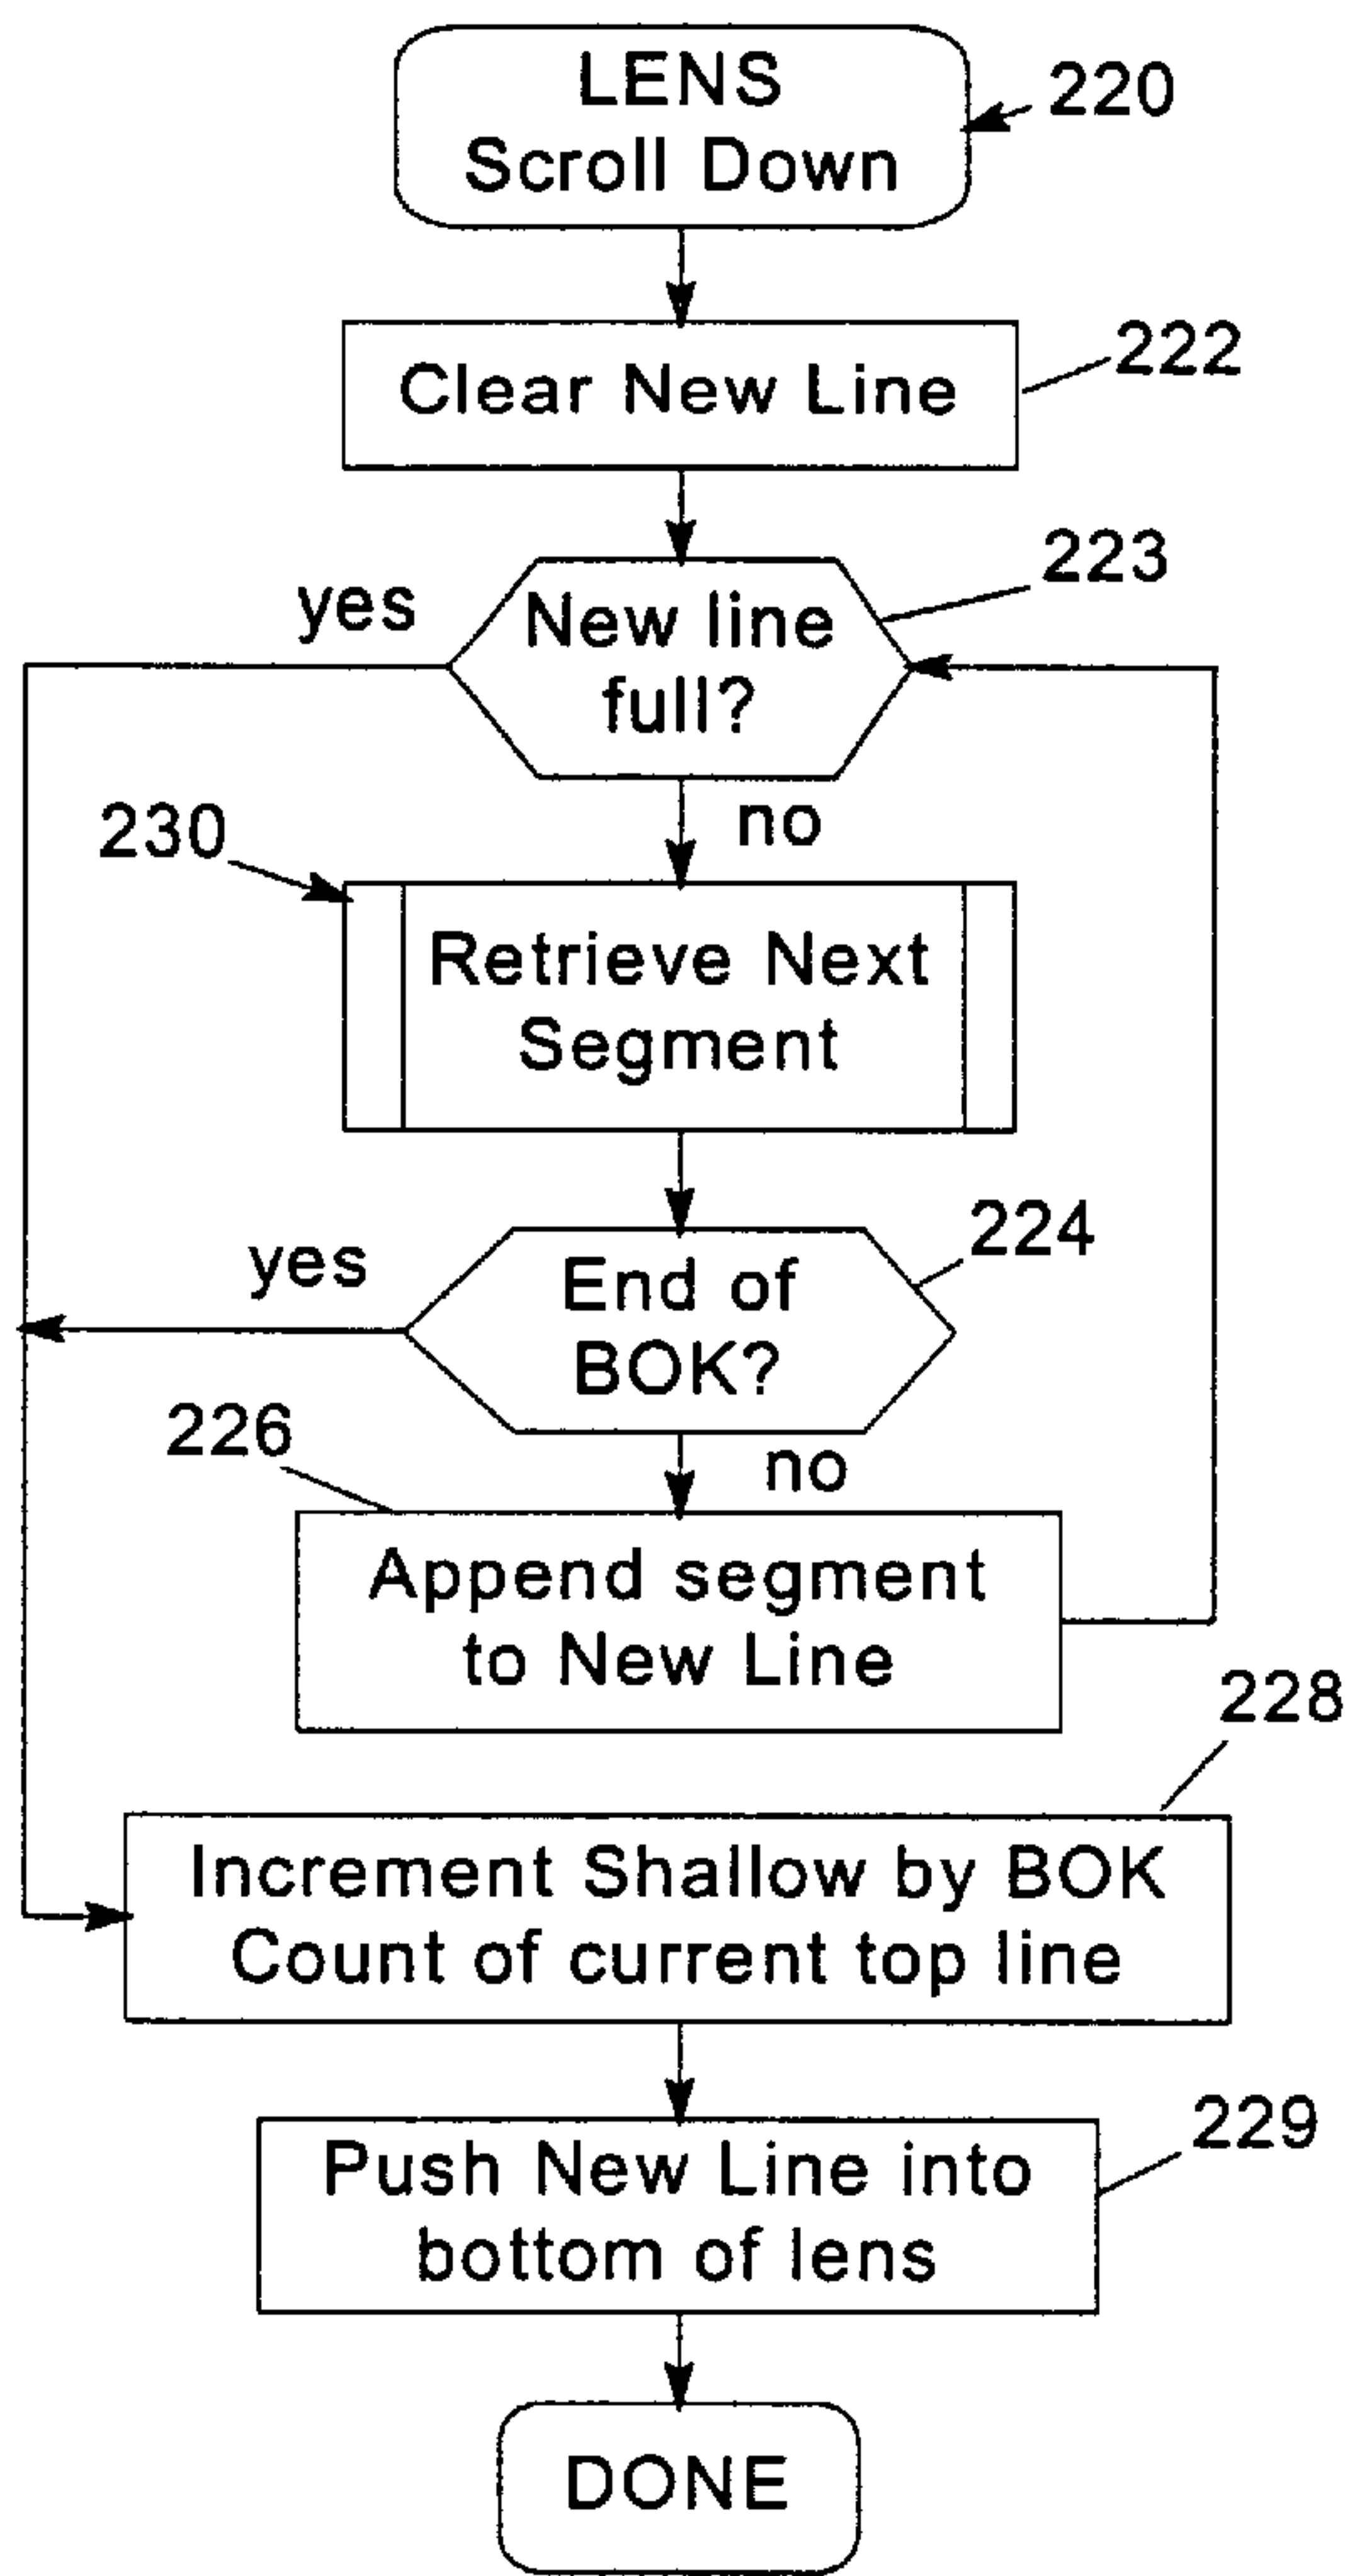 LENS
Scroll Down
220
Clear New Line
222
223
yes
New line
full?
230
no
Retrieve Next
Segment
224
yes
End of
BOK?
226
no
Append segment
to New Line
228
Increment Shallow by BOK
Count of current top line
229
Push New Line into
bottom of lens
DONE